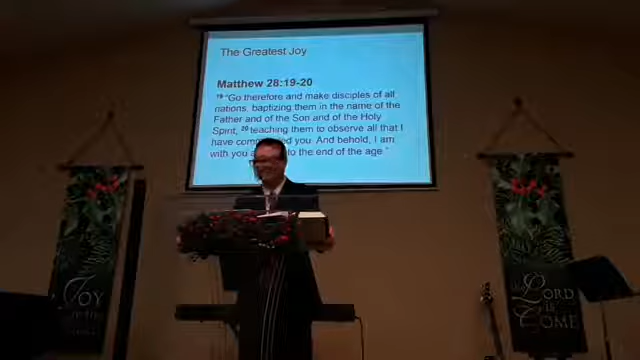 The Greatest Joy
Matthew 28:19-20
19 "Go therefore and make disciples of all
nations, baptizing them in the name of the
Father and of the Son and of the Holy
Spirit, 20 teaching them to observe all that I
have you. And behold, I am
with you to the end of the age."
JOY
LORD
IS
COME